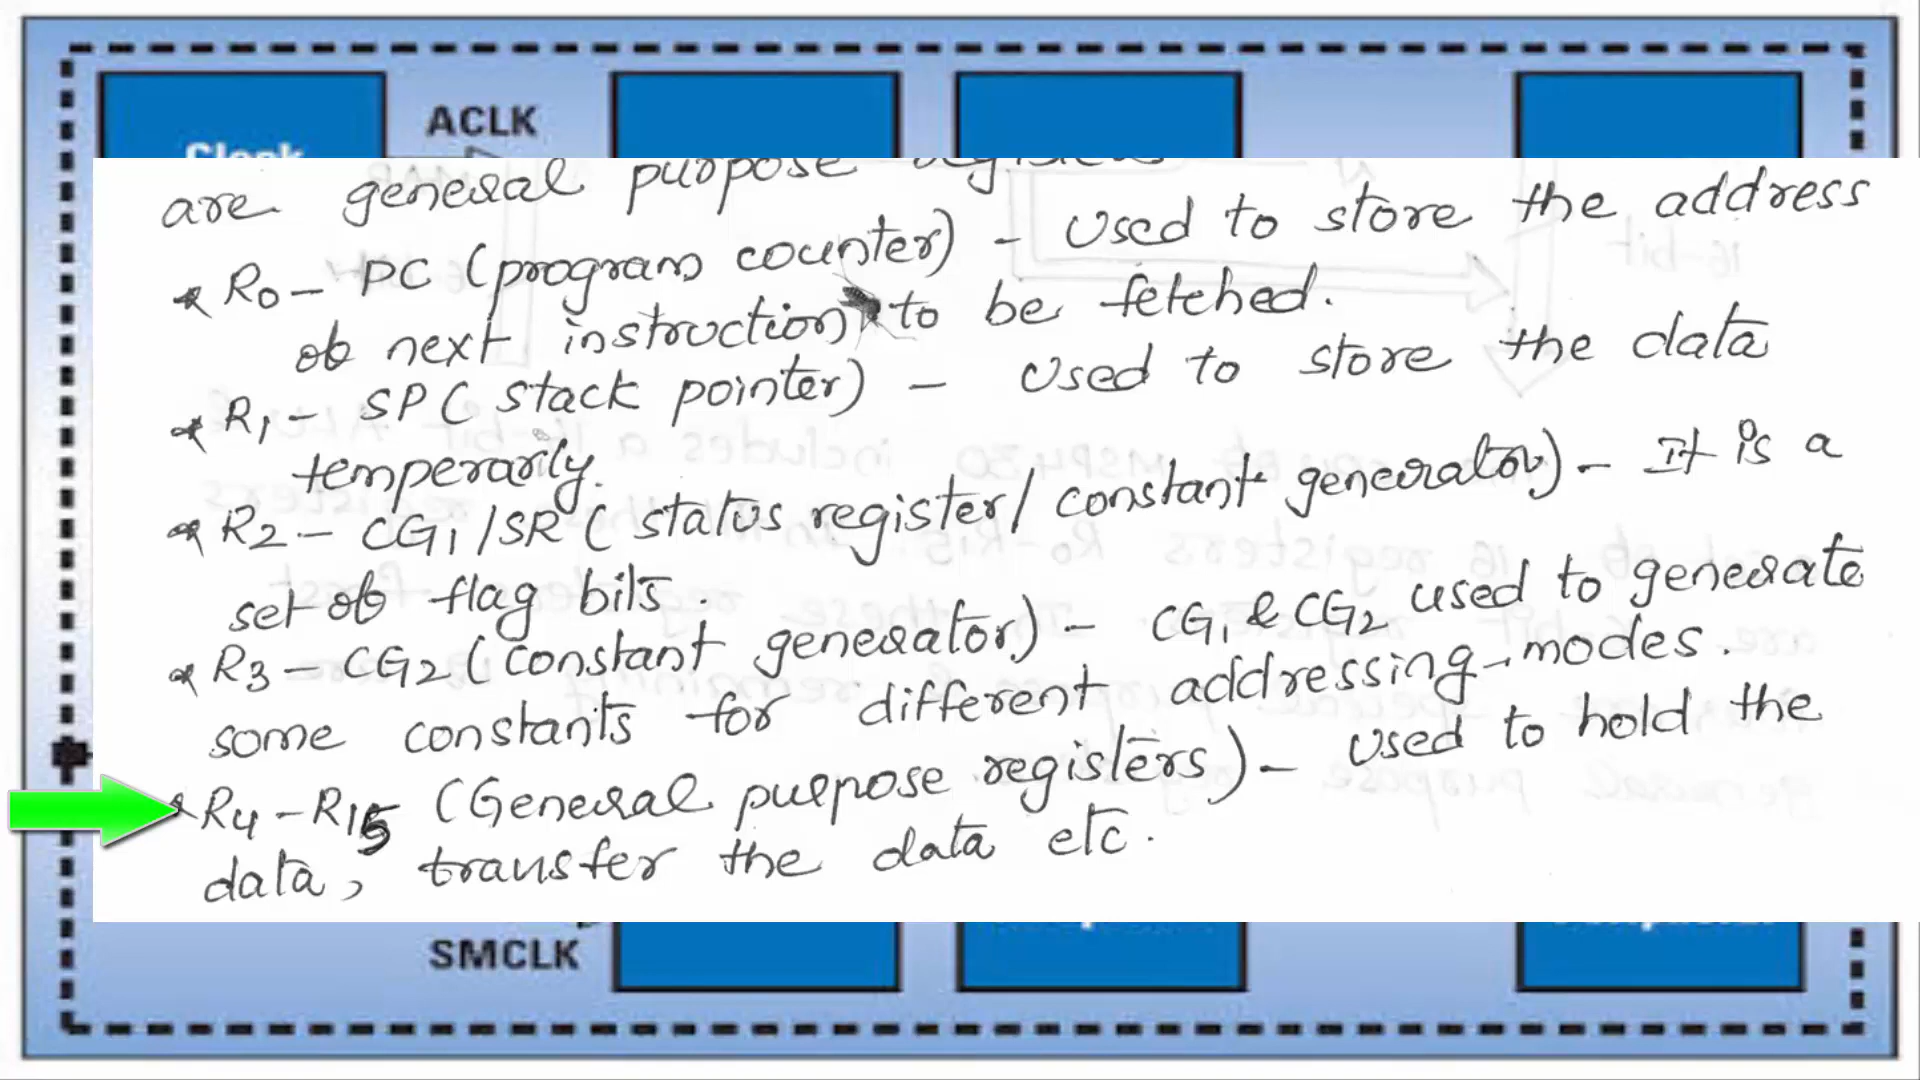 ACLK
Clock
are general purpose registers
* R0 - PC (program counter) - used to store the address
of next instruction to be fetched.
* R1 - SP ( stack pointer) - used to store the data
temperarily.
* R2 - CG1 /SR ( status register/ constant generator) - It is a
set of flag bits.
* R3 - CG2 (constant generator) - CG1 & CG2 used to generate
some constants for different addressing-modes.
* R4 - R15 (General purpose registers) - used to hold the
data, transfer the data etc.
SMCLK